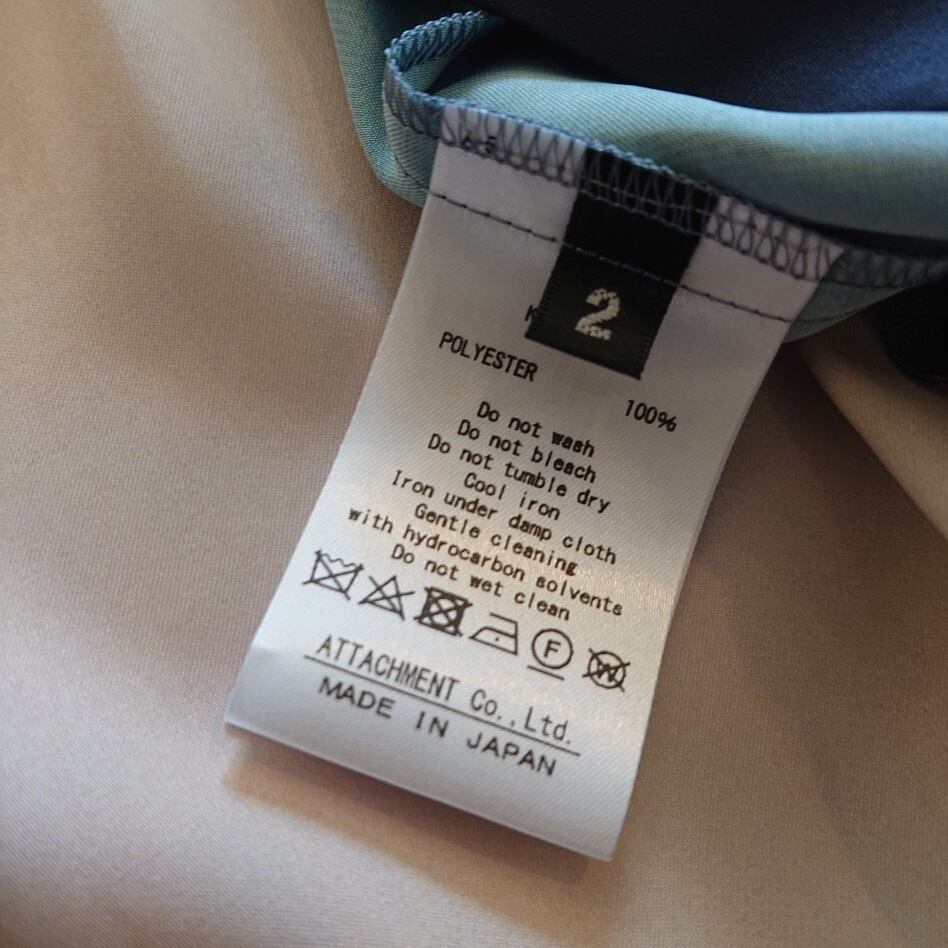 2
POLYESTER
100%
Do not wash
Do not bleach
Do not tumble dry
Cool iron
Iron under damp cloth
Gentle cleaning
with hydrocarbon solvents
Do not wet clean
F W
ATTACHMENT Co.,Ltd.
MADE IN JAPAN